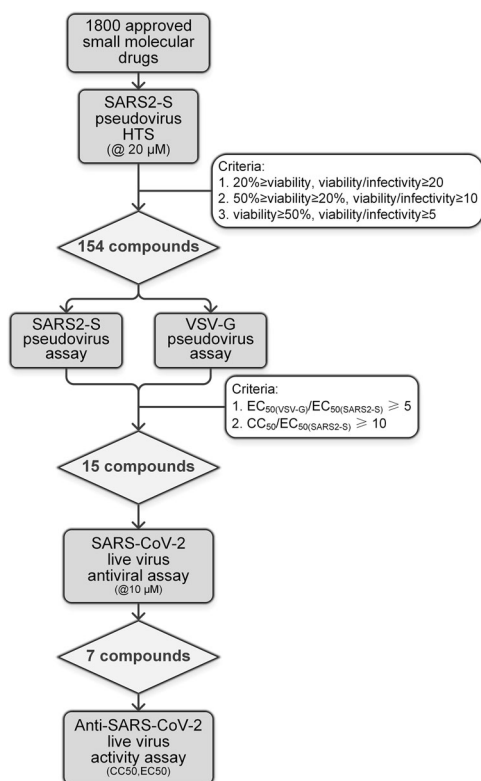 1800 approved
small molecular
drugs
SARS2-S
pseudovirus
HTS
(@ 20 μM)
Criteria:
1. 20%≥viability, viability/infectivity≥20
2. 50%≥viability≥20%, viability/infectivity≥10
3. viability≥50%, viability/infectivity≥5
154 compounds
SARS2-S
pseudovirus
assay
VSV-G
pseudovirus
assay
Criteria:
1. EC50(VSV-G)/EC50(SARS2-S) ≥ 5
2. CC50/EC50(SARS2-S) ≥ 10
15 compounds
SARS-CoV-2
live virus
antiviral assay
(@10 μM)
7 compounds
Anti-SARS-CoV-2
live virus
activity assay
(CC50,EC50)